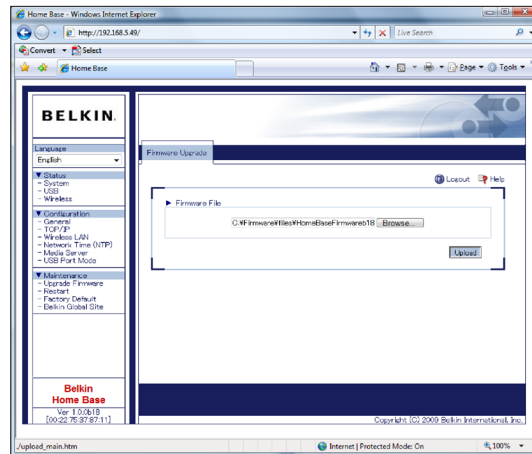 Home Base - Windows Internet Explorer
http://192.168.5.49/
Live Search
Convert Select
Home Base
Page Tools
BELKIN.
Language
English
Status
- System
- USB
- Wireless
Configuration
- General
- TCP/IP
- Wireless LAN
- Network Time (NTP)
- Media Server
- USB Port Mode
Maintenance
- Upgrade Firmware
- Restart
- Factory Default
- Belkin Global Site
Belkin
Home Base
Ver 1.0.0b18
[00:22:75:37:87:11]
Firmware Upgrade
Logout Help
Firmware File
C:¥Firmware¥files¥HomeBaseFirmwareb18 Browse...
Upload
Copyright (C) 2009 Belkin International, Inc.
./upload_main.htm
Internet | Protected Mode: On
100%